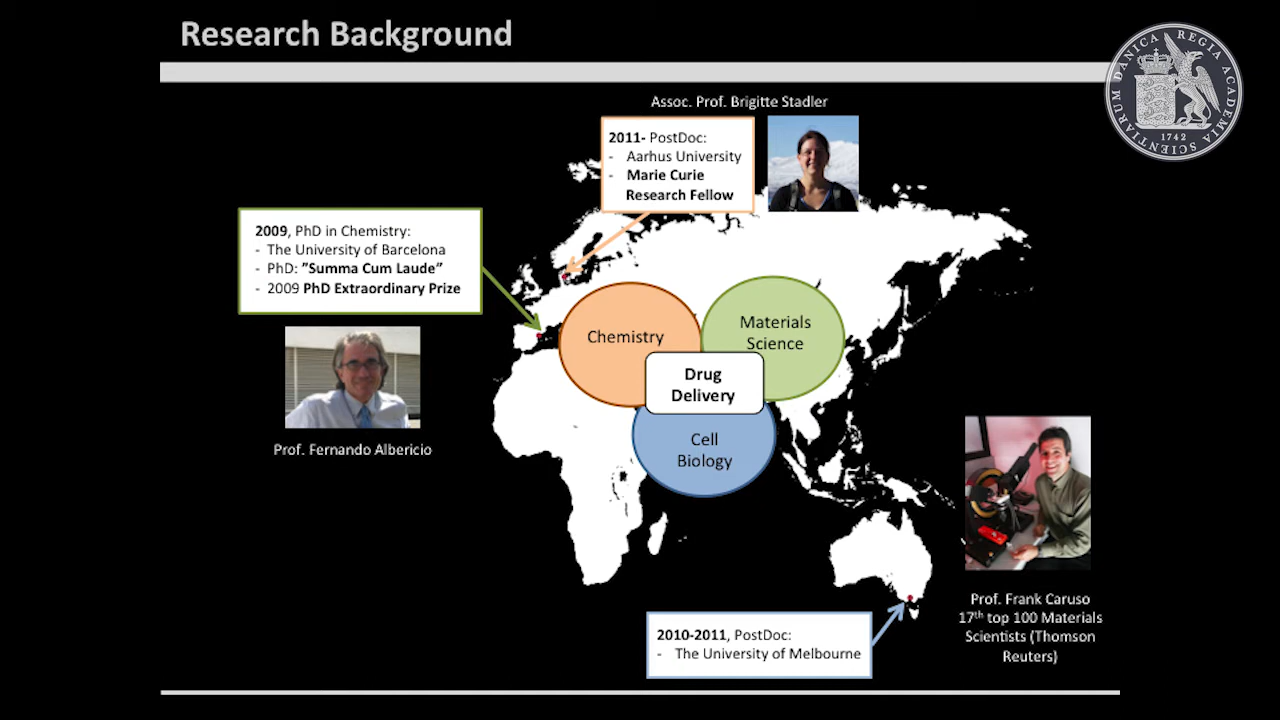 Research Background
REGIA ACADEMIA SCIENTIARUM DANICA
1742
Assoc. Prof. Brigitte Stadler
2011- PostDoc:
- Aarhus University
- Marie Curie
Research Fellow
2009, PhD in Chemistry:
- The University of Barcelona
- PhD: ”Summa Cum Laude”
- 2009 PhD Extraordinary Prize
Prof. Fernando Albericio
Chemistry
Materials
Science
Drug
Delivery
Cell
Biology
Prof. Frank Caruso
17th top 100 Materials
Scientists (Thomson
Reuters)
2010-2011, PostDoc:
- The University of Melbourne